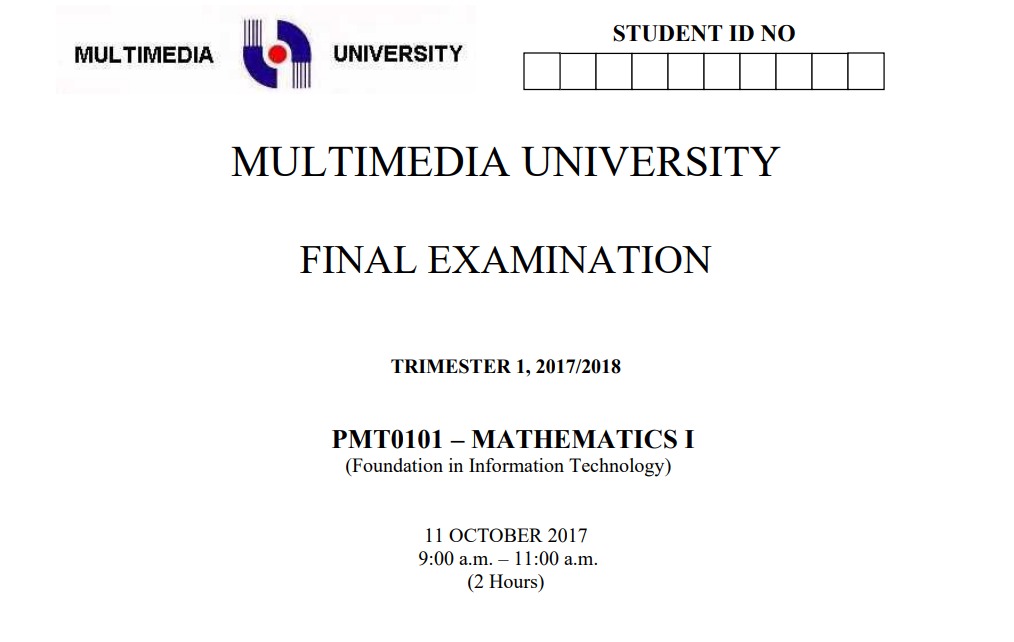 MULTIMEDIA UNIVERSITY
STUDENT ID NO
MULTIMEDIA UNIVERSITY
FINAL EXAMINATION
TRIMESTER 1, 2017/2018
PMT0101 – MATHEMATICS I
(Foundation in Information Technology)
11 OCTOBER 2017
9:00 a.m. – 11:00 a.m.
(2 Hours)